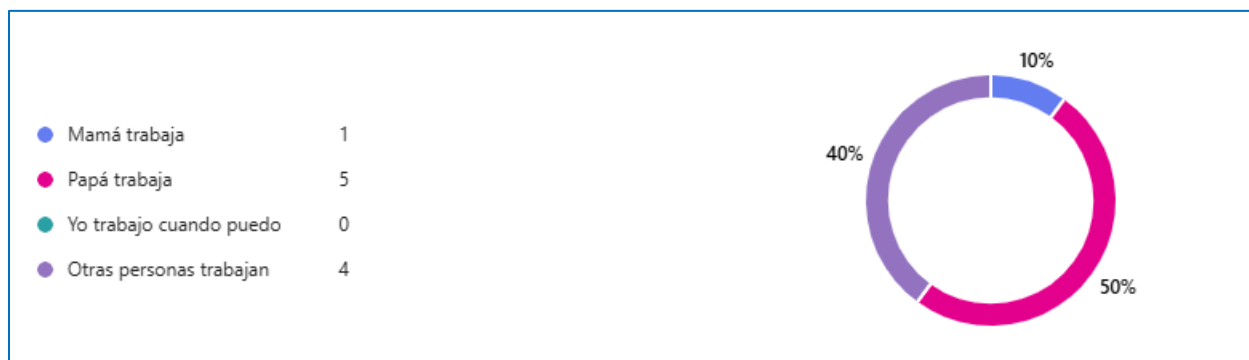 10%
Mamá trabaja 1
40%
Papá trabaja 5
Yo trabajo cuando puedo 0
Otras personas trabajan 4
50%